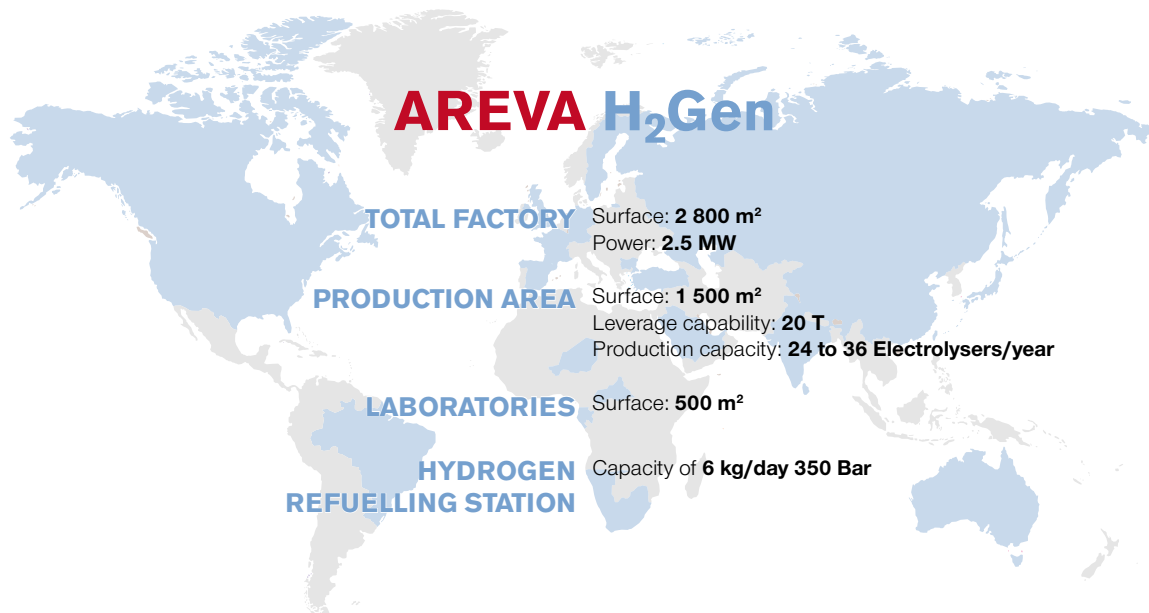 AREVA H₂Gen
TOTAL FACTORY Surface: 2 800 m²
Power: 2.5 MW
PRODUCTION AREA Surface: 1 500 m²
Leverage capability: 20 T
Production capacity: 24 to 36 Electrolysers/year
LABORATORIES Surface: 500 m²
HYDROGEN Capacity of 6 kg/day 350 Bar
REFUELLING STATION